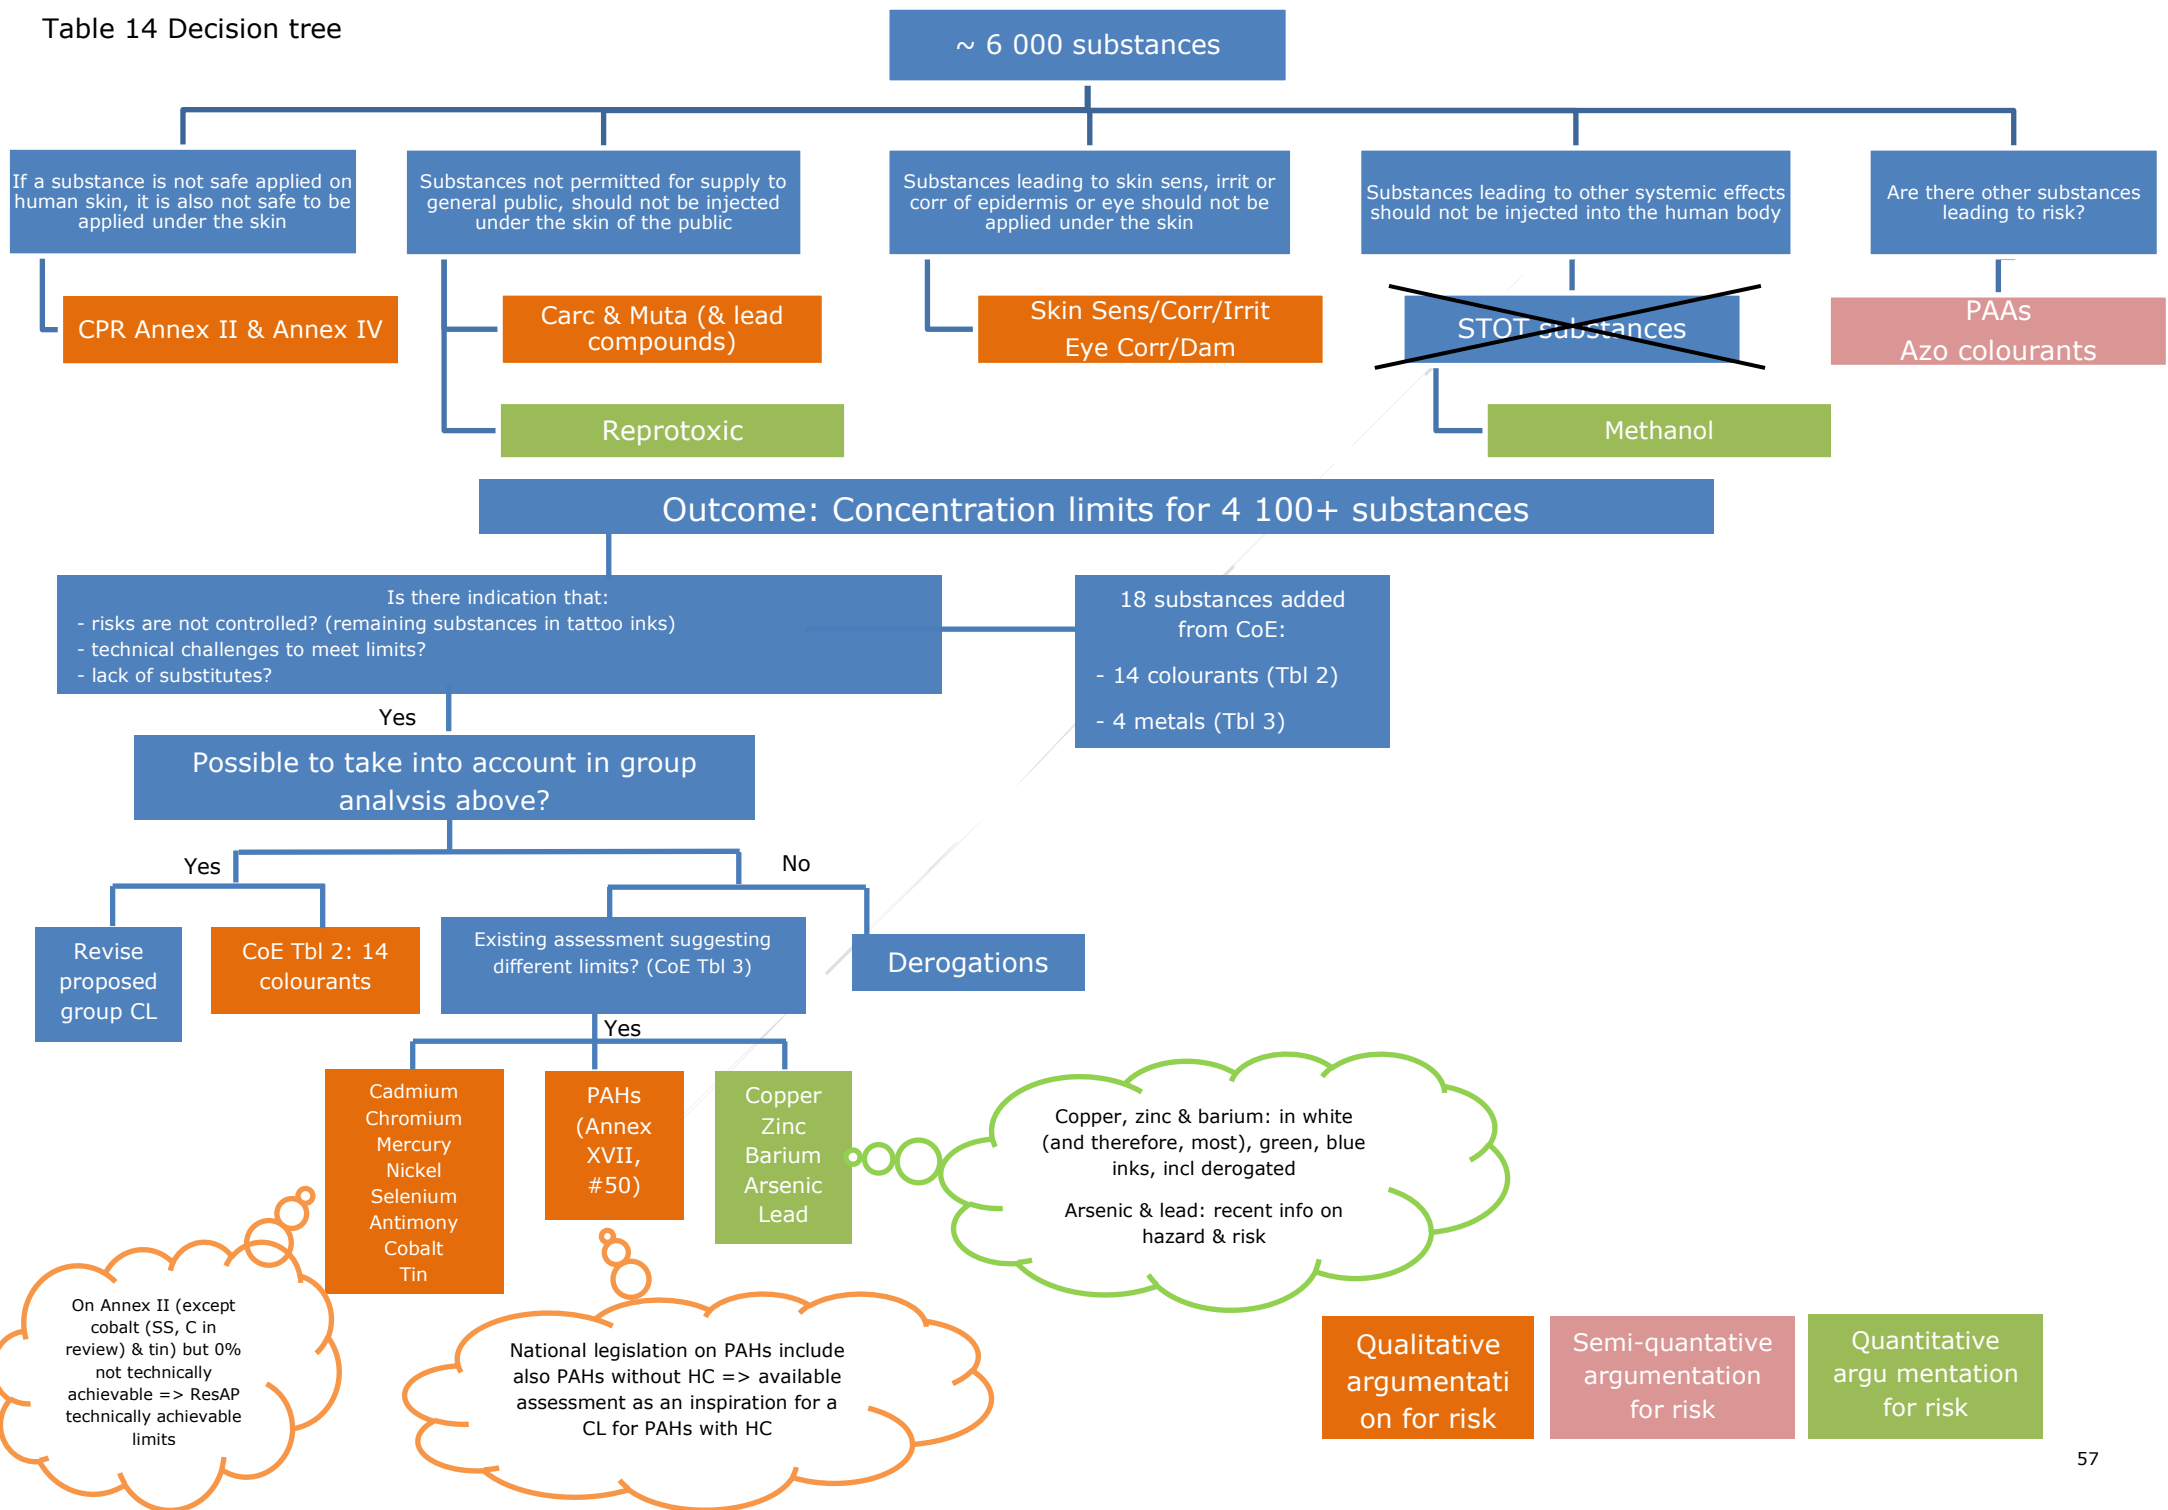 Table 14 Decision tree
~ 6 000 substances
If a substance is not safe applied on
human skin, it is also not safe to be
applied under the skin
Substances not permitted for supply to
general public, should not be injected
under the skin of the public
Substances leading to skin sens, irrit or
corr of epidermis or eye should not be
applied under the skin
Substances leading to other systemic effects
should not be injected into the human body
Are there other substances
leading to risk?
CPR Annex II & Annex IV
Carc & Muta (& lead
compounds)
Skin Sens/Corr/Irrit
Eye Corr/Dam
STOT substances
PAAs
Azo colourants
Reprotoxic
Methanol
Outcome: Concentration limits for 4 100+ substances
Is there indication that:
- risks are not controlled? (remaining substances in tattoo inks)
- technical challenges to meet limits?
- lack of substitutes?
18 substances added
from CoE:
- 14 colourants (Tbl 2)
- 4 metals (Tbl 3)
Yes
Possible to take into account in group
analysis above?
Yes
No
Revise
proposed
group CL
CoE Tbl 2: 14
colourants
Existing assessment suggesting
different limits? (CoE Tbl 3)
Derogations
Yes
Cadmium
Chromium
Mercury
Nickel
Selenium
Antimony
Cobalt
Tin
PAHs
(Annex
XVII,
#50)
Copper
Zinc
Barium
Arsenic
Lead
Copper, zinc & barium: in white
(and therefore, most), green, blue
inks, incl derogated
Arsenic & lead: recent info on
hazard & risk
On Annex II (except
cobalt (SS, C in
review) & tin) but 0%
not technically
achievable => ResAP
technically achievable
limits
National legislation on PAHs include
also PAHs without HC => available
assessment as an inspiration for a
CL for PAHs with HC
Qualitative
argumentati
on for risk
Semi-quantative
argumentation
for risk
Quantitative
argu mentation
for risk
57